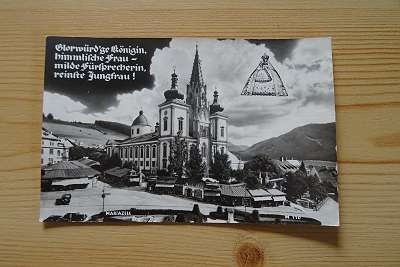 Glorwürd'ge Königin,
himmlische Frau –
milde Fürsprecherin,
reinste Jungfrau !
MARIAZELL